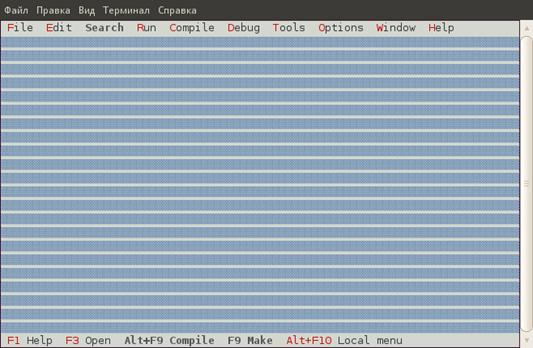 Файл Правка Вид Терминал Справка
File Edit Search Run Compile Debug Tools Options Window Help
F1 Help F3 Open Alt+F9 Compile F9 Make Alt+F10 Local menu